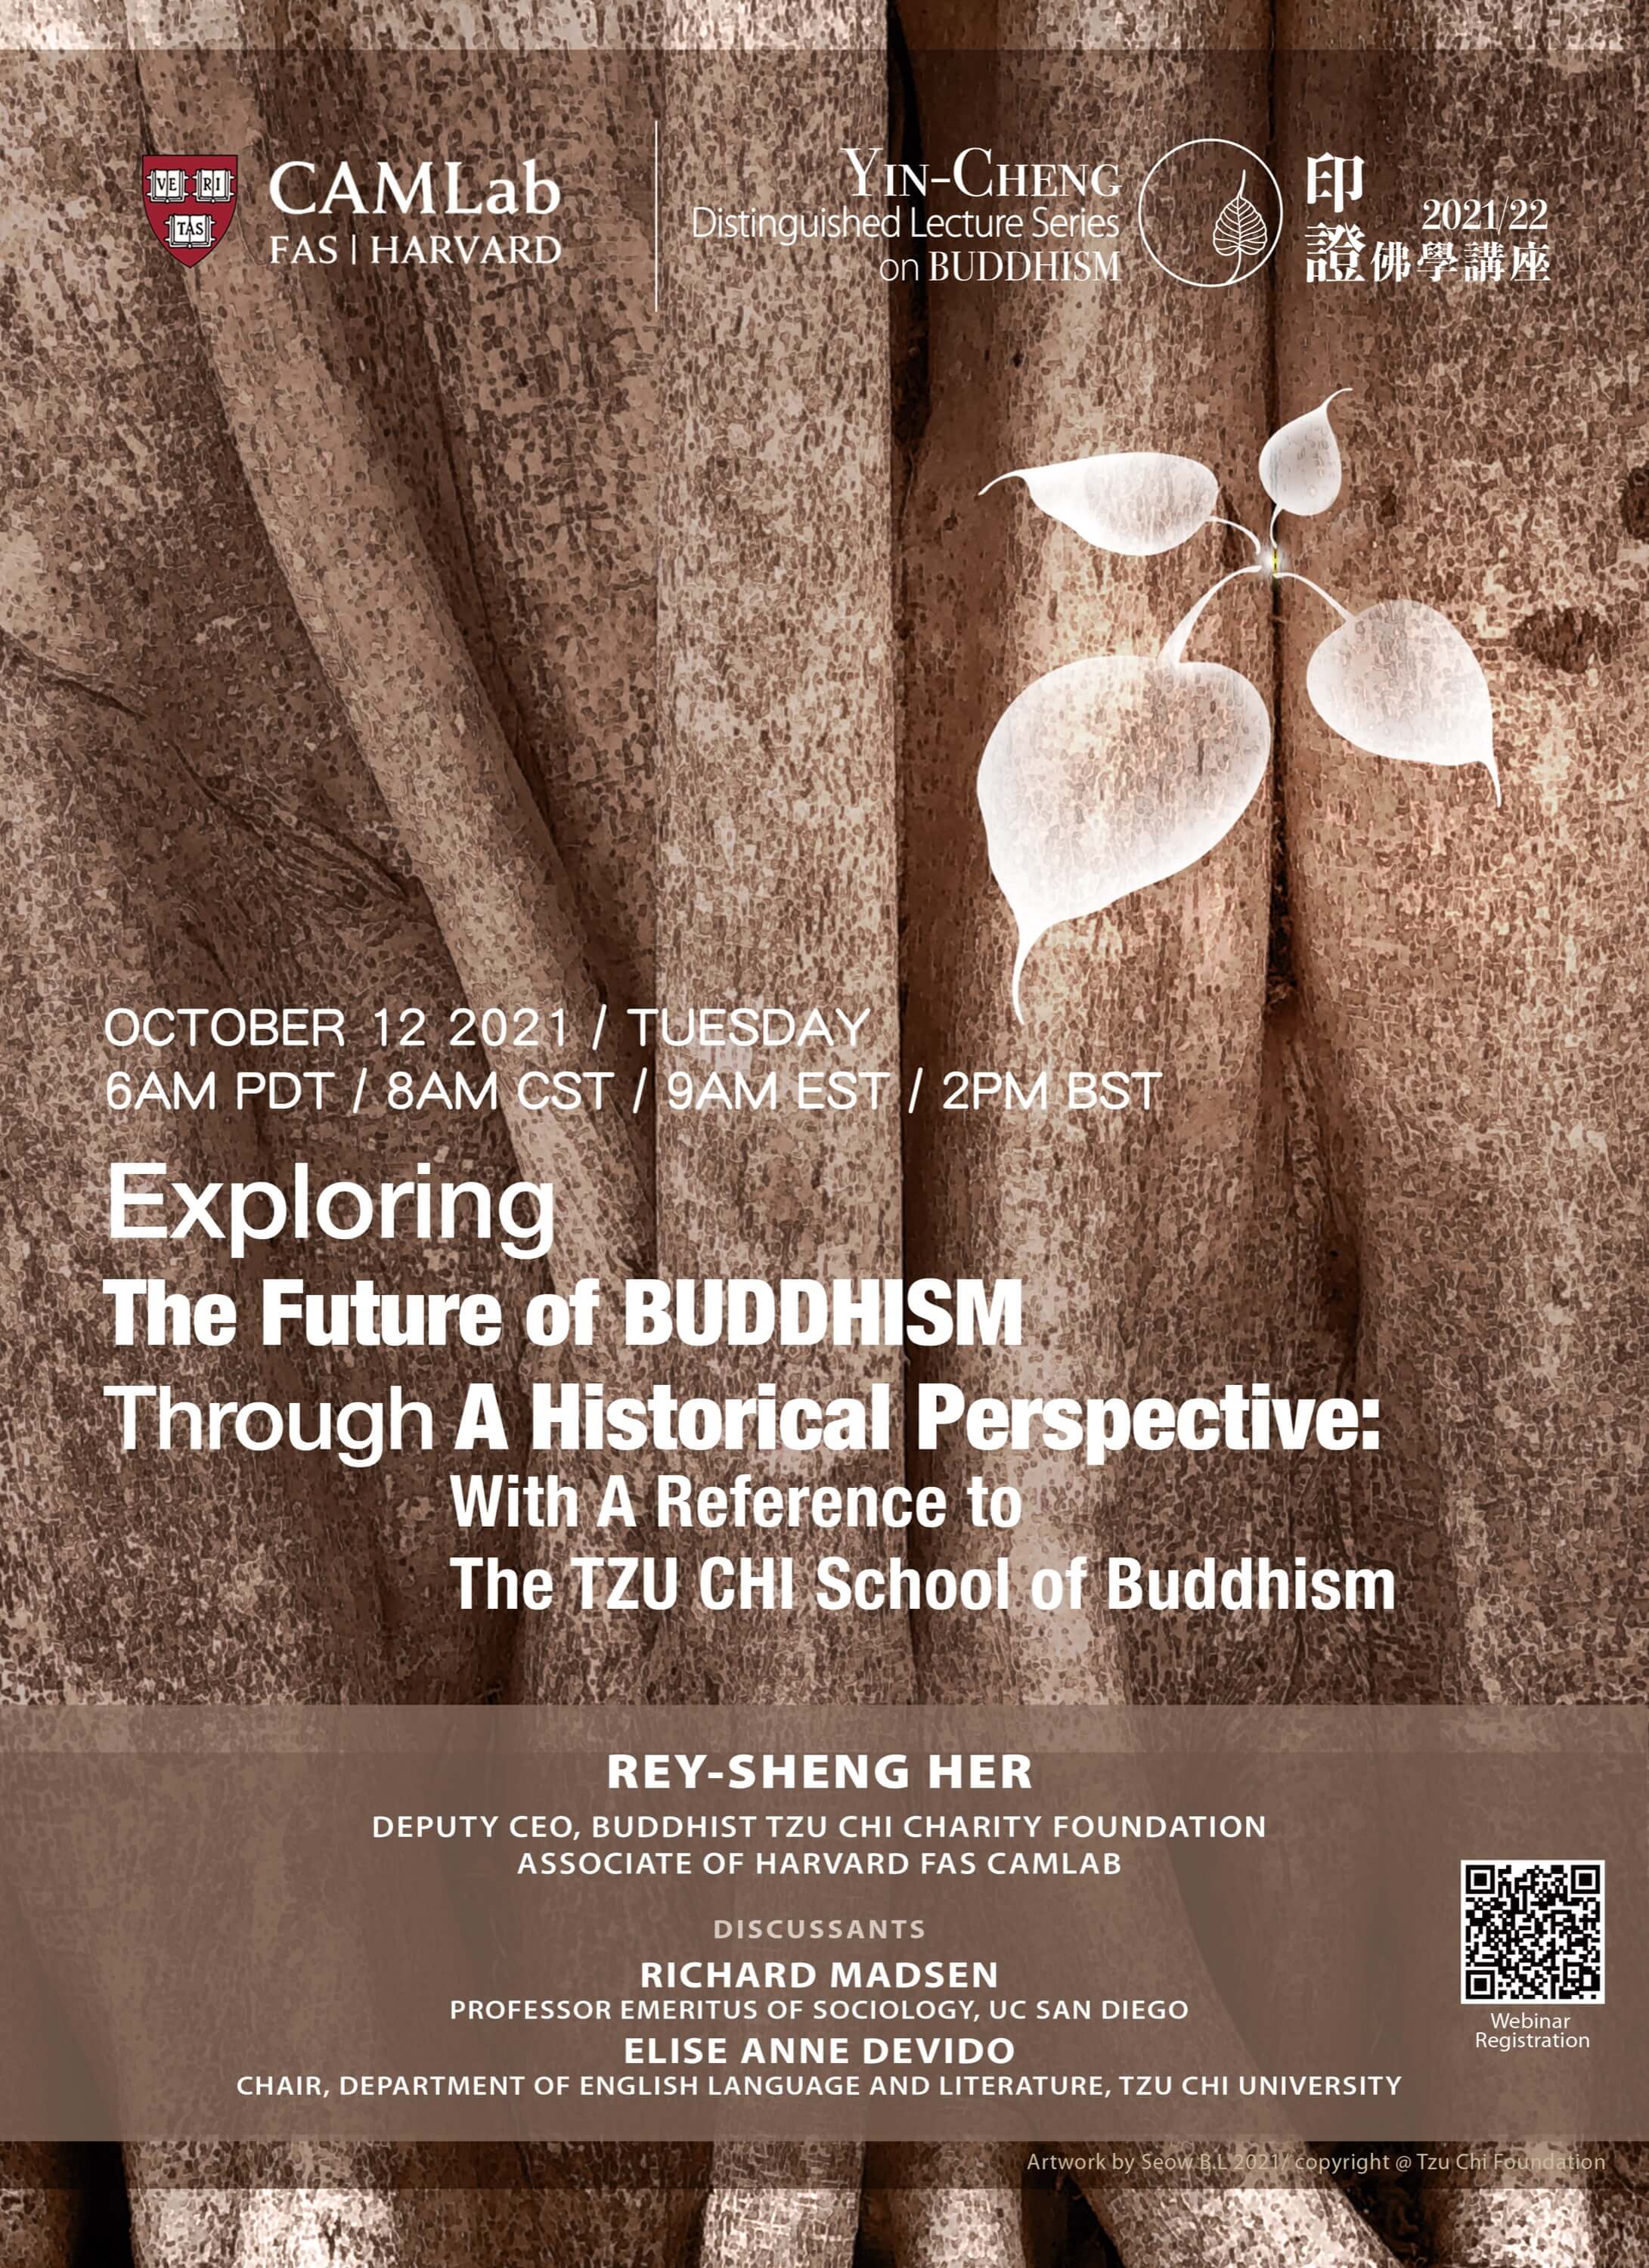 VE RI
TAS
CAMLab
FAS | HARVARD
YIN-CHENG
Distinguished Lecture Series
on BUDDHISM
印
證佛學講座
2021/22
OCTOBER 12 2021 / TUESDAY
6AM PDT / 8AM CST / 9AM EST / 2PM BST
Exploring
The Future of BUDDHISM
Through A Historical Perspective:
With A Reference to
The TZU CHI School of Buddhism
REY-SHENG HER
DEPUTY CEO, BUDDHIST TZU CHI CHARITY FOUNDATION
ASSOCIATE OF HARVARD FAS CAMLAB
DISCUSSANTS
RICHARD MADSEN
PROFESSOR EMERITUS OF SOCIOLOGY, UC SAN DIEGO
ELISE ANNE DEVIDO
CHAIR, DEPARTMENT OF ENGLISH LANGUAGE AND LITERATURE, TZU CHI UNIVERSITY
Webinar
Registration
Artwork by Seow B.L 2021/ copyright @ Tzu Chi Foundation